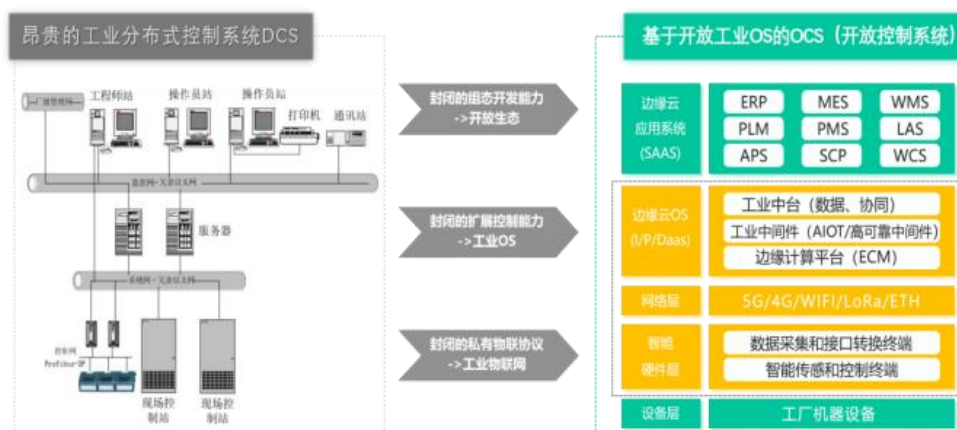 昂贵的工业分布式控制系统DCS
工程师站
操作员站
操作员站
打印机
通讯站
服务器
控制网
Profibus-DP
现场控
制站
现场控
制站
封闭的组态开发能力
->开放生态
封闭的扩展控制能力
->工业OS
封闭的私有物联协议
->工业物联网
基于开放工业OS的OCS（开放控制系统）
边缘云
应用系统
(SAAS)
ERP MES WMS
PLM PMS LAS
APS SCP WCS
边缘云OS
(I/P/Daas)
工业中台（数据、协同）
工业中间件（AIOT/高可靠中间件）
边缘计算平台（ECM）
网络层
5G/4G/WIFI/LoRa/ETH
智能
硬件层
数据采集和接口转换终端
智能传感和控制终端
设备层
工厂机器设备